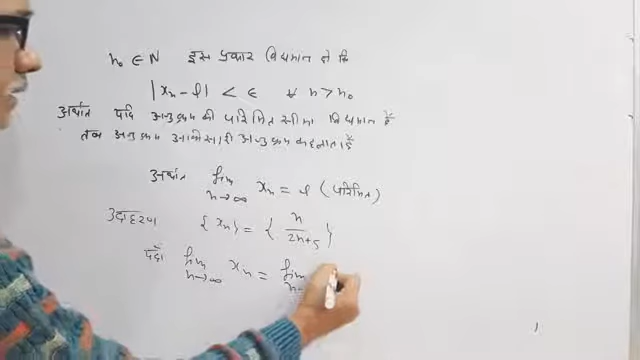 n₀ ∈ N इस प्रकार विद्यमान हो कि
|xₙ - l| < ε ∀ n > n₀
अर्थात यदि अनुक्रम की परिमित सीमा विद्यमान है
तब अनुक्रम अभिसारी अनुक्रम कहलाता है
अर्थात lim n→∞ xₙ = l (परिमित)
उदाहरण {xₙ} = { n/2n+5 }
यहाँ lim n→∞ xₙ = lim n-